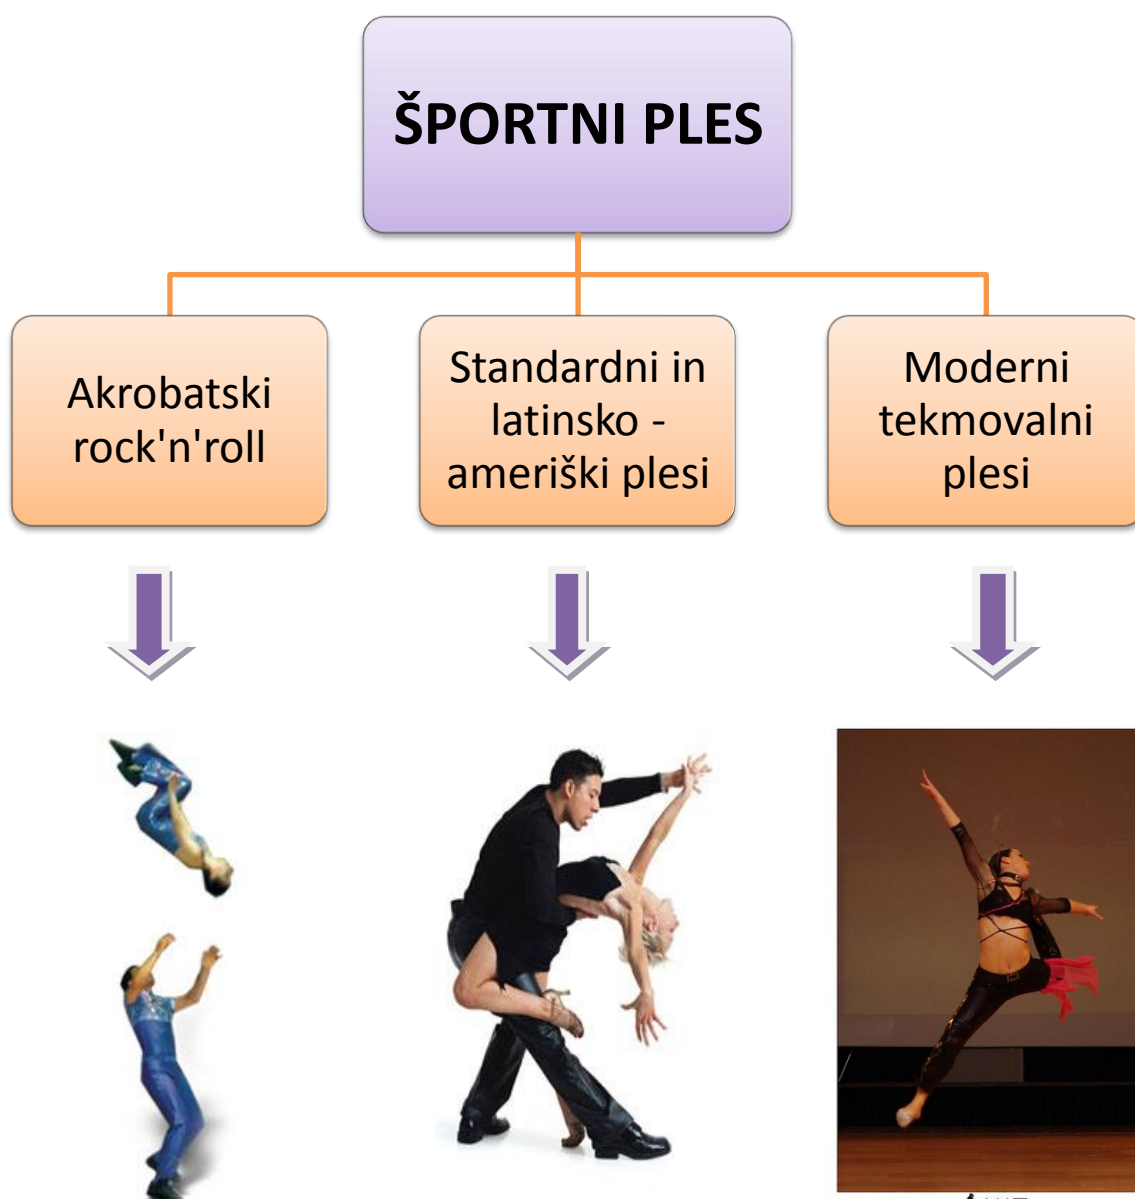 ŠPORTNI PLES
Akrobatski
rock'n'roll
Standardni in
latinsko -
ameriški plesi
Moderni
tekmovalni
plesi